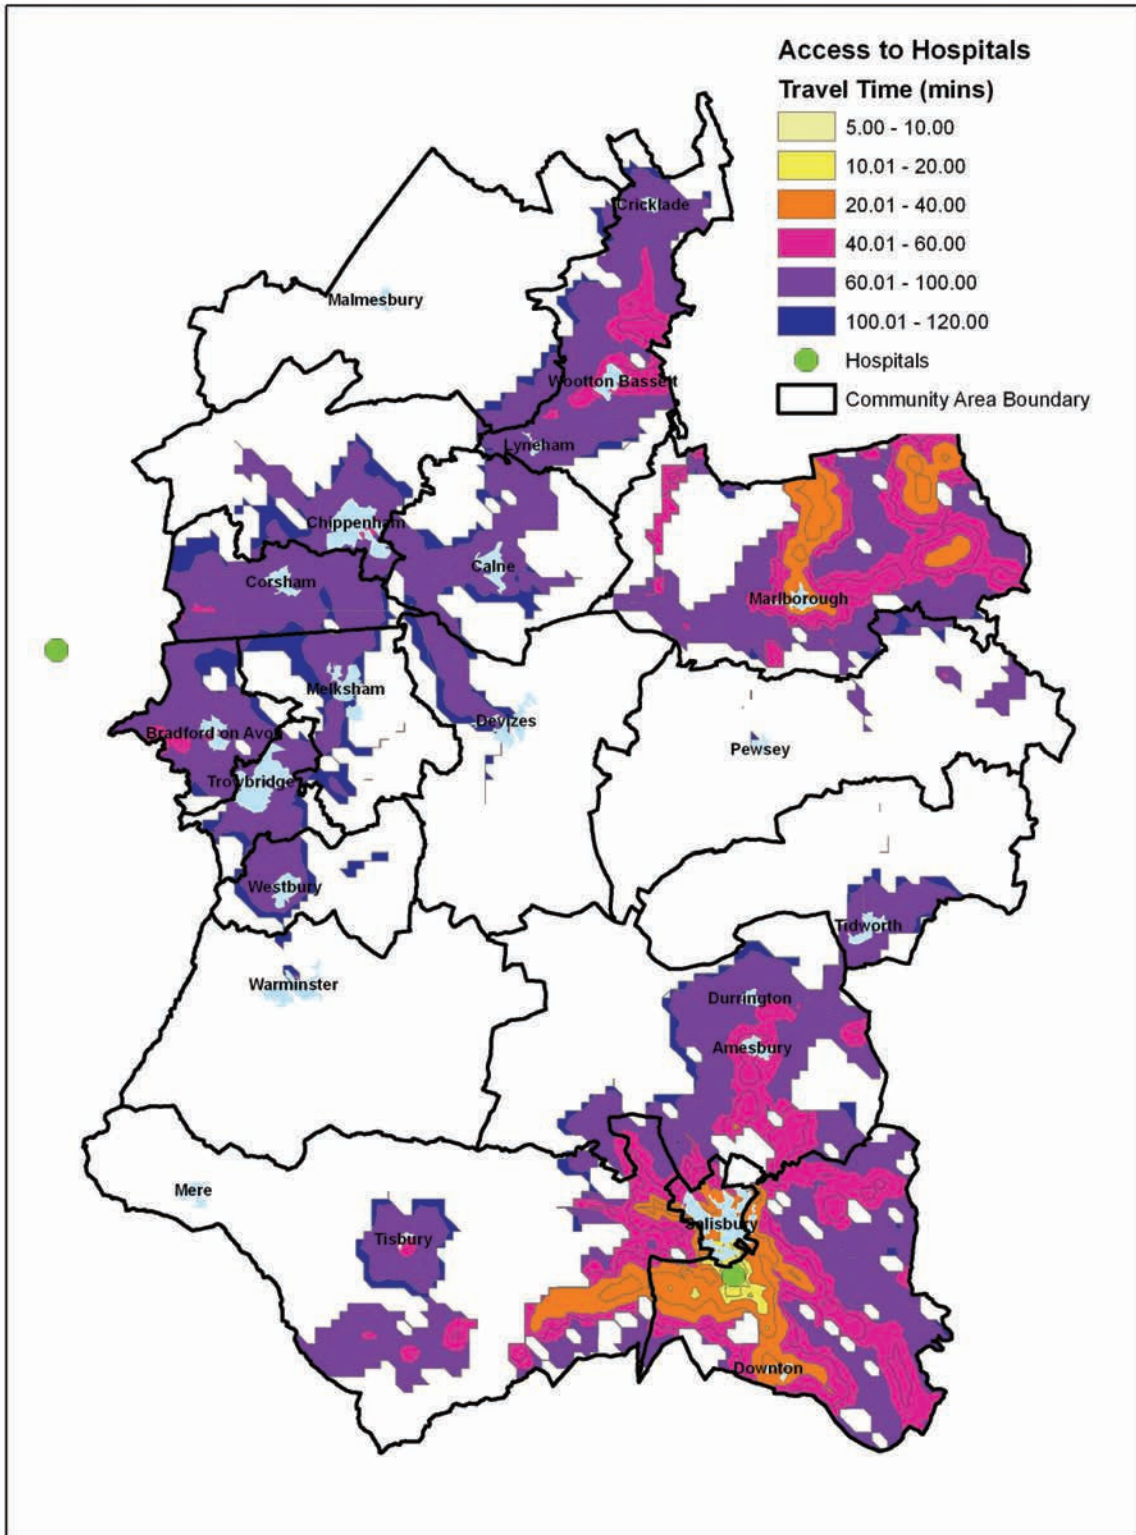 Access to Hospitals
Travel Time (mins)
5.00 - 10.00
10.01 - 20.00
20.01 - 40.00
40.01 - 60.00
60.01 - 100.00
100.01 - 120.00
Hospitals
Community Area Boundary
Cricklade
Malmesbury
Wootton Bassett
Lyneham
Chippenham
Calne
Corsham
Marlborough
Melksham
Devizes
Bradford on Avon
Pewsey
Trowbridge
Westbury
Tidworth
Warminster
Durrington
Amesbury
Mere
Salisbury
Tisbury
Downton